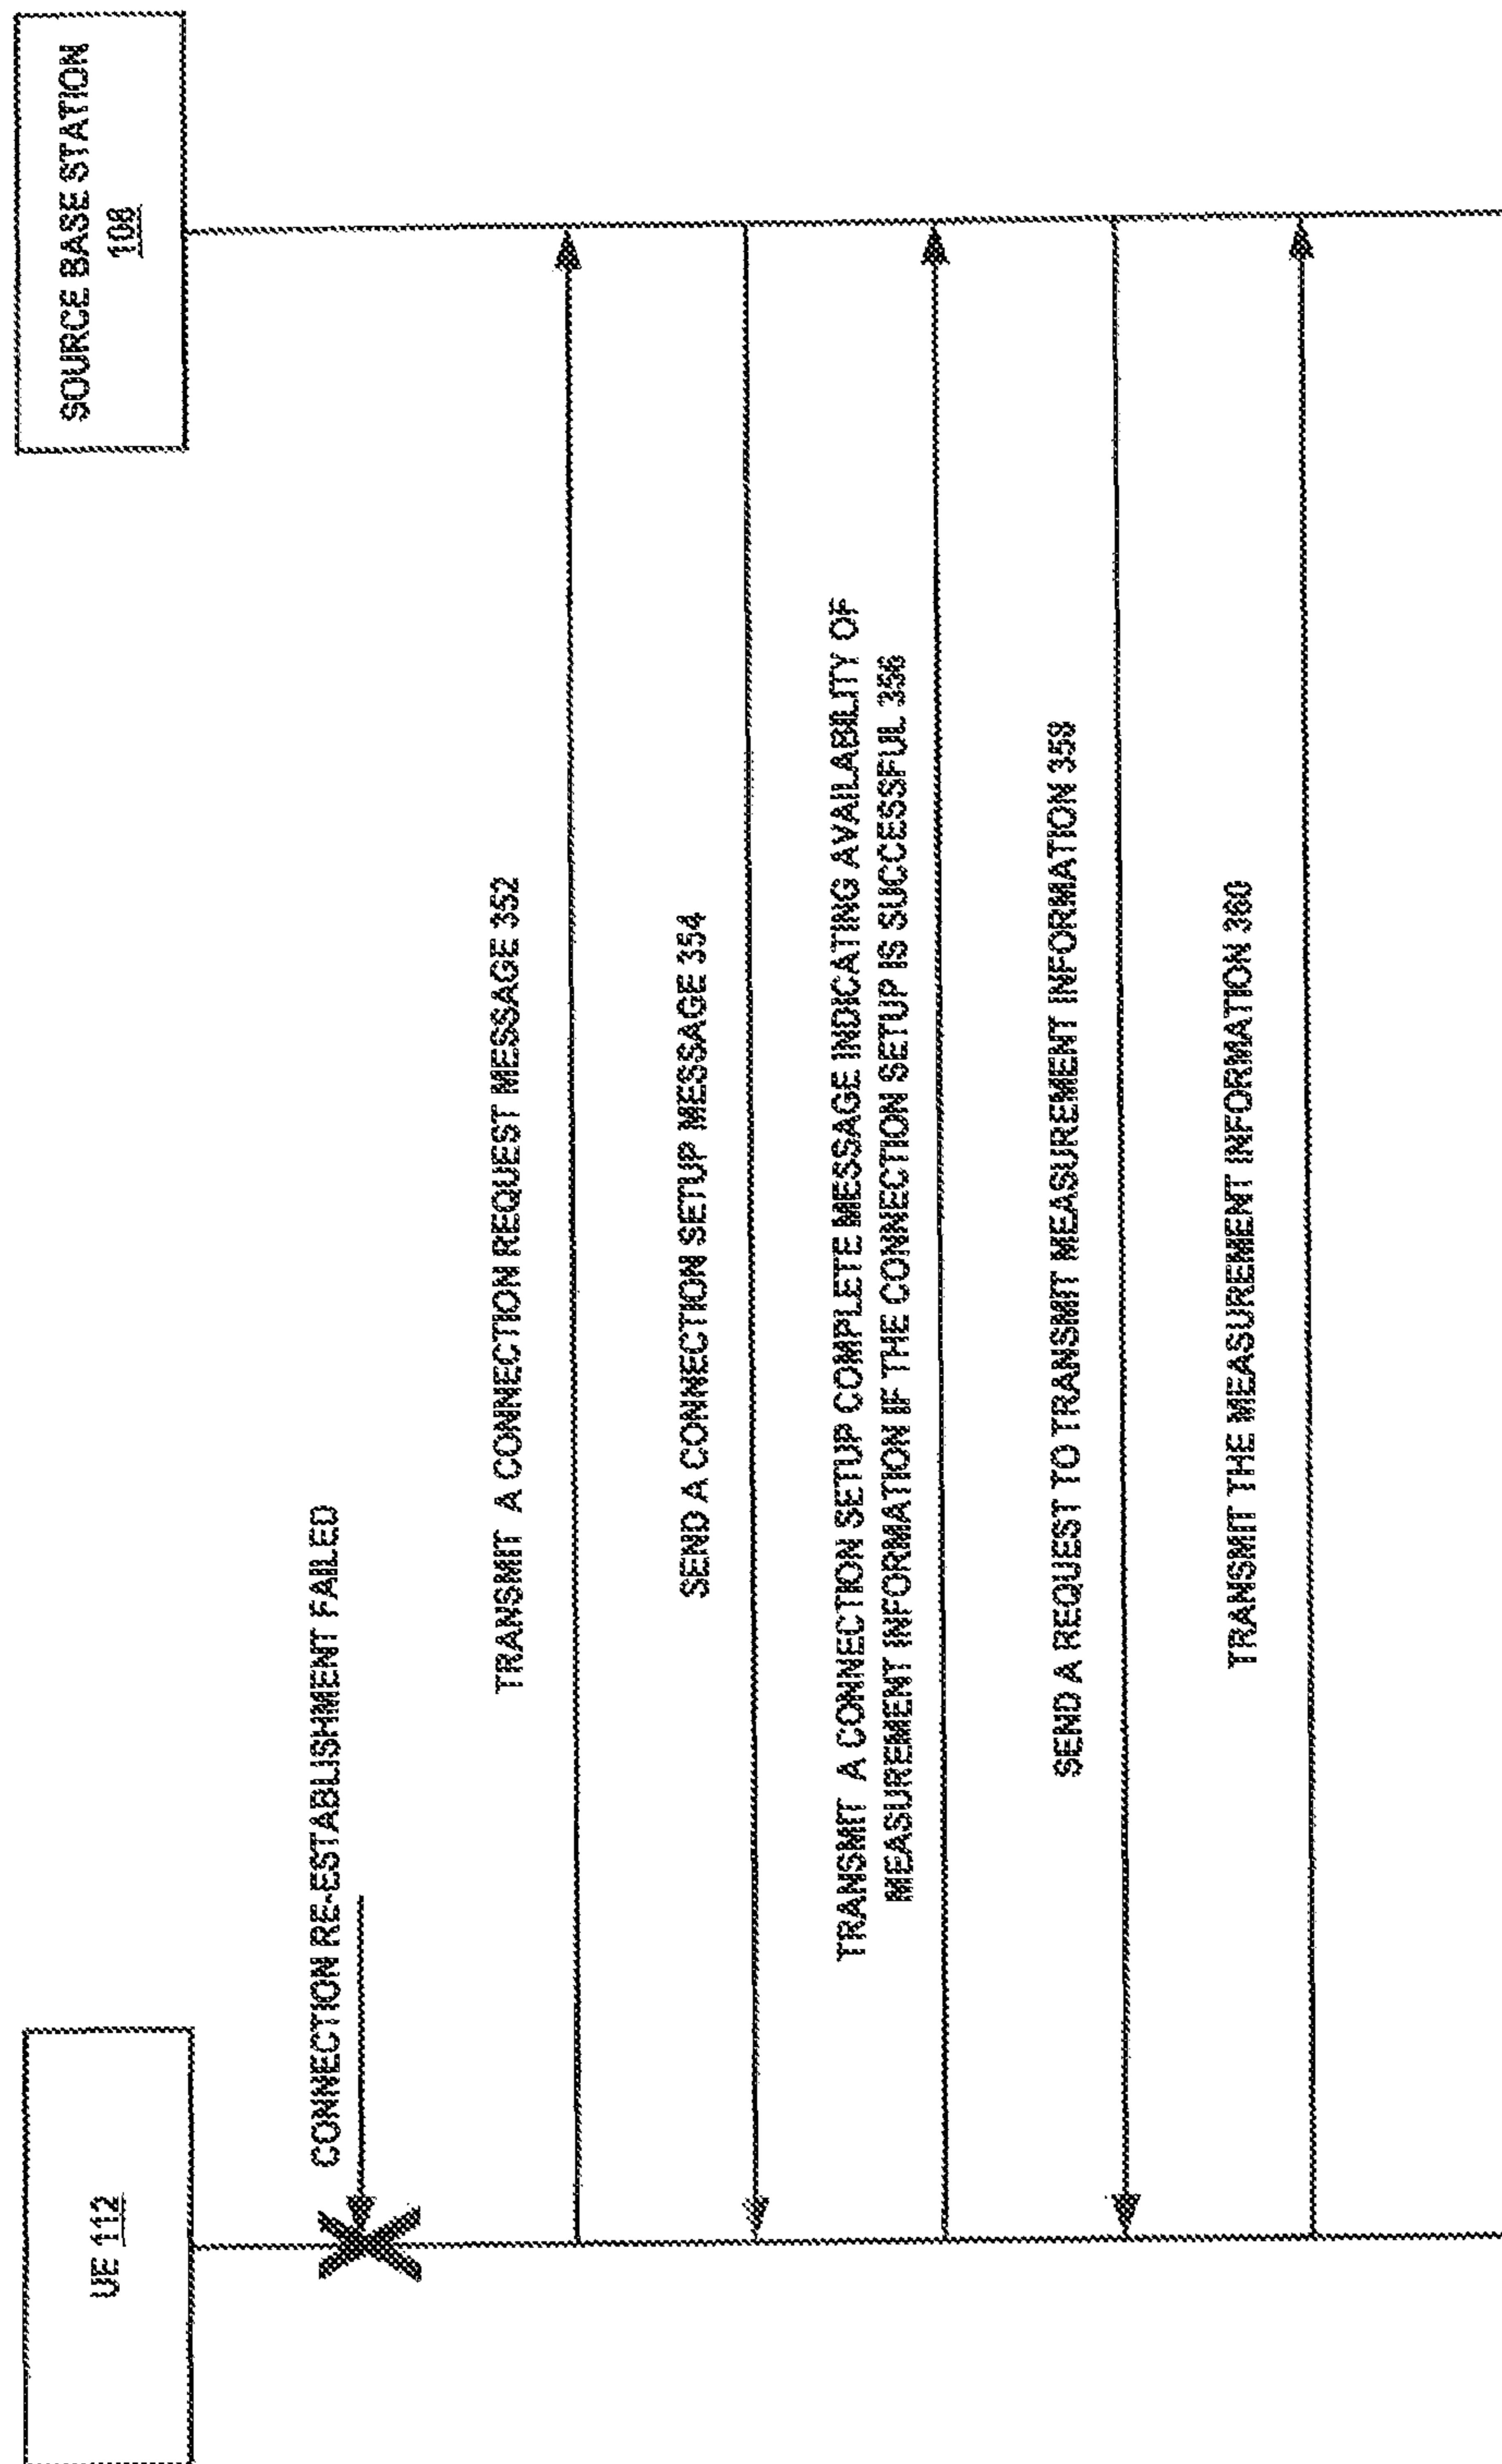 UE 112
SOURCE BASE STATION
108
CONNECTION RE-ESTABLISHMENT FAILED
TRANSMIT A CONNECTION REQUEST MESSAGE 352
SEND A CONNECTION SETUP MESSAGE 354
TRANSMIT A CONNECTION SETUP COMPLETE MESSAGE INDICATING AVAILABILITY OF
MEASUREMENT INFORMATION IF THE CONNECTION SETUP IS SUCCESSFUL 356
SEND A REQUEST TO TRANSMIT MEASUREMENT INFORMATION 358
TRANSMIT THE MEASUREMENT INFORMATION 360